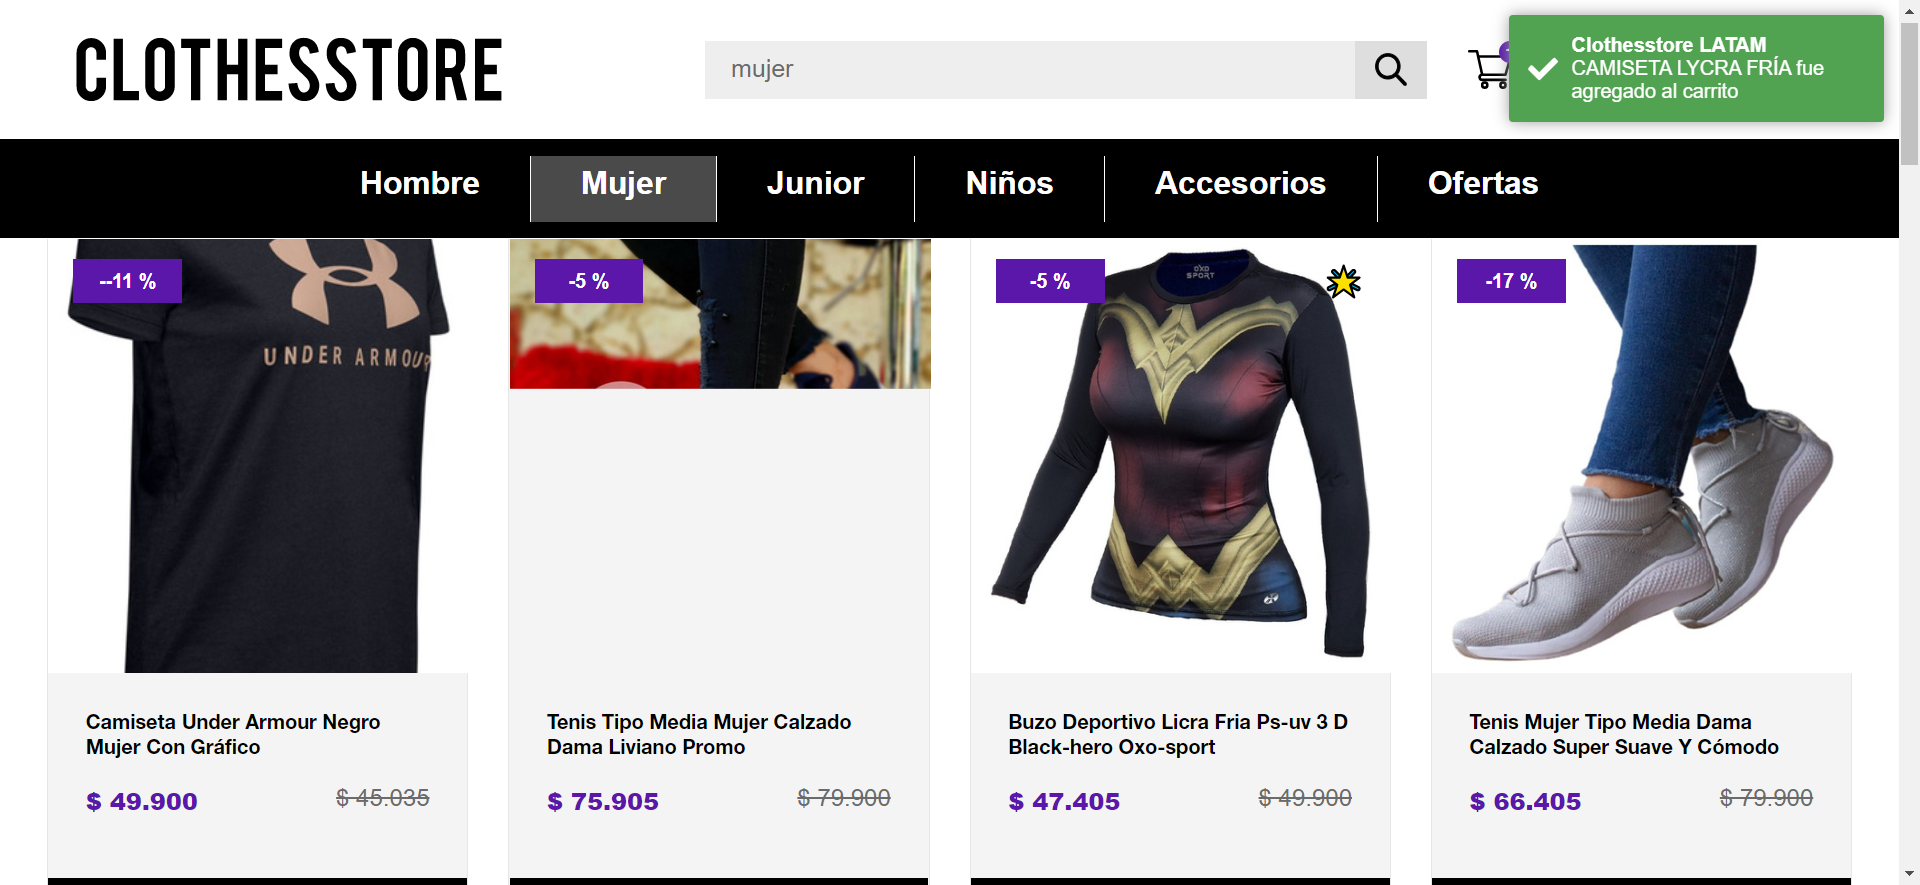 CLOTHESSTORE
mujer
Clothesstore LATAM
CAMISETA LYCRA FRÍA fue
agregado al carrito
Hombre
Mujer
Junior
Niños
Accesorios
Ofertas
--11 %
-5 %
-5 %
-17 %
UNDER ARMOUR
OXO
SPORT
Camiseta Under Armour Negro
Mujer Con Gráfico
$ 49.900
$ 45.035
Tenis Tipo Media Mujer Calzado
Dama Liviano Promo
$ 75.905
$ 79.900
Buzo Deportivo Licra Fria Ps-uv 3 D
Black-hero Oxo-sport
$ 47.405
$ 49.900
Tenis Mujer Tipo Media Dama
Calzado Super Suave Y Cómodo
$ 66.405
$ 79.900